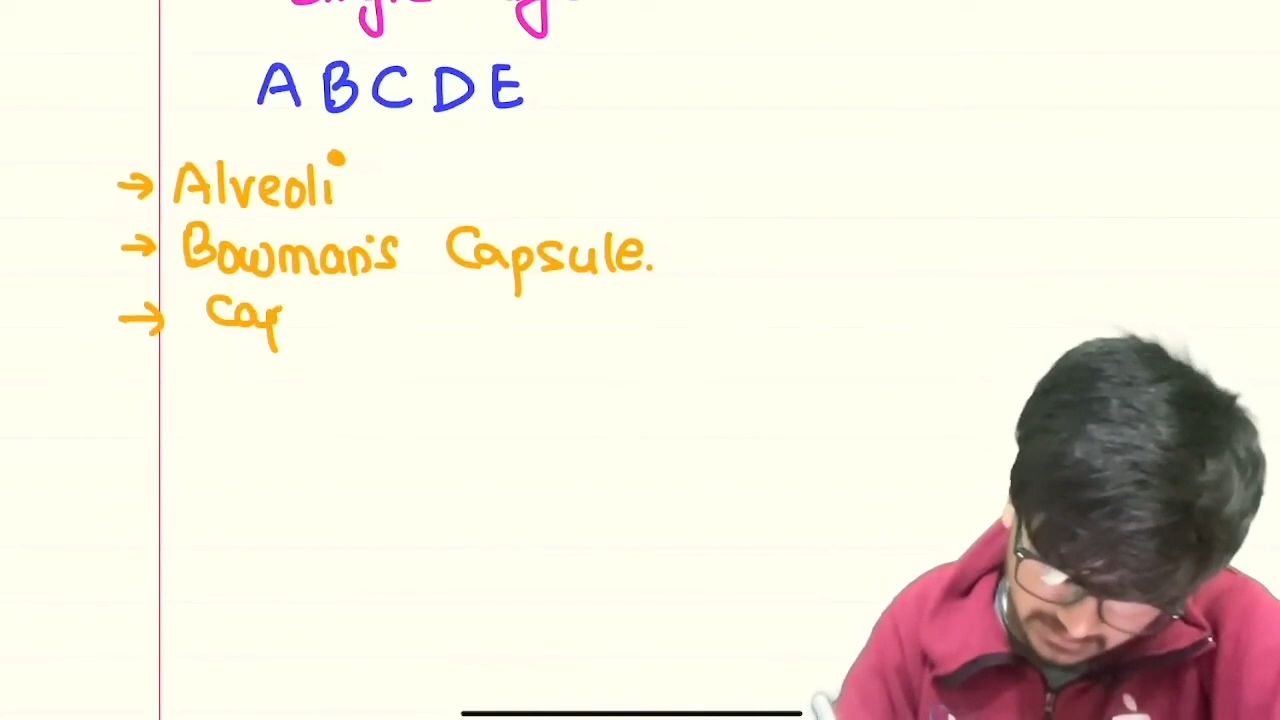 A B C D E
→ Alveoli
→ Bowman's Capsule.
→ Cap